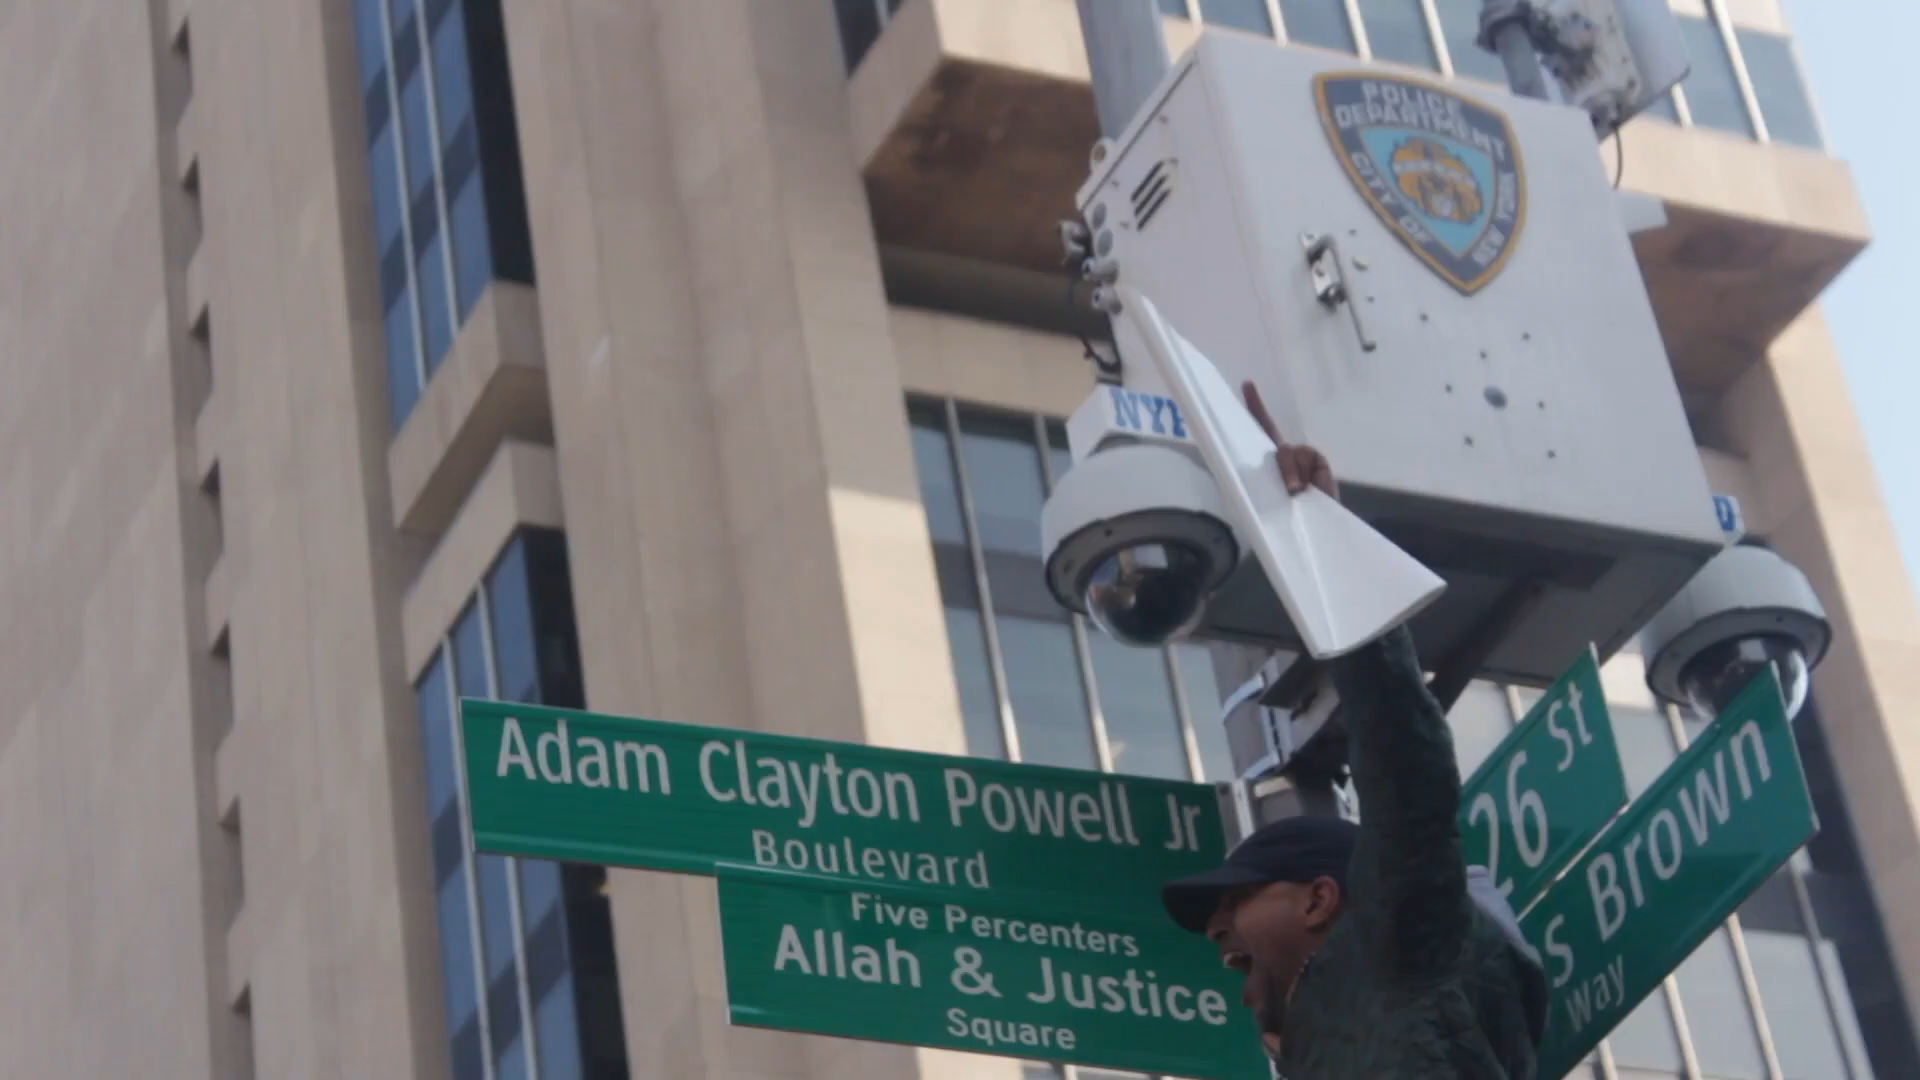 POLICE
DEPARTMENT
CITY OF
NEW YORK
NYP
D
Adam Clayton Powell Jr
Boulevard
Five Percenters
Allah & Justice
Square
26 st
Brown
way